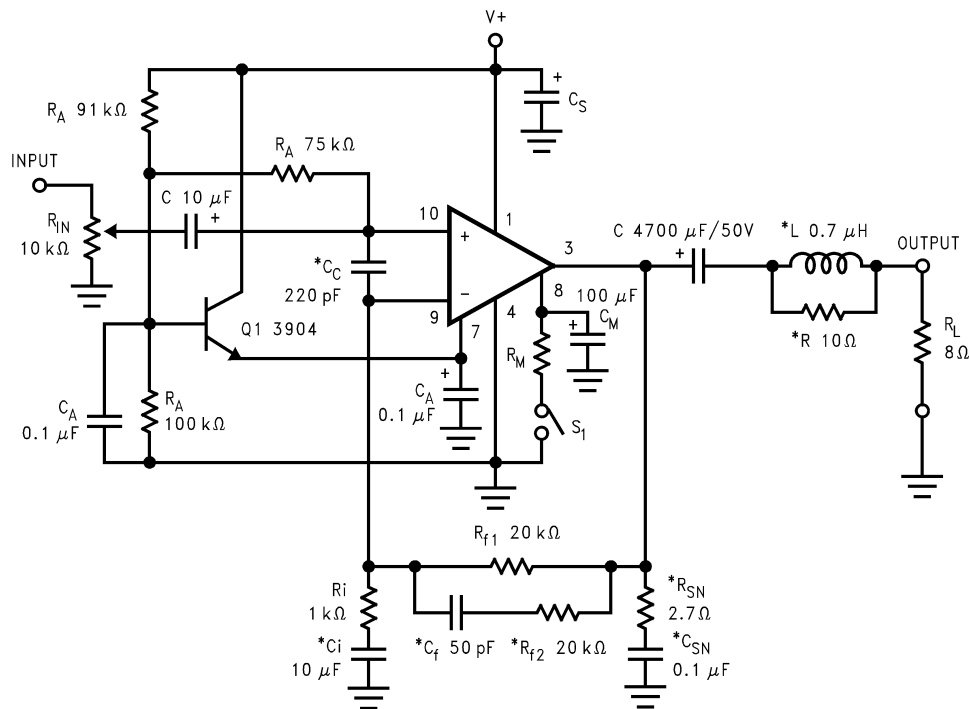 V+
+
C_S
R_A 91 kΩ
R_A 75 kΩ
INPUT
C 10 μF
+
R_IN
10 kΩ
10
1
+
*C_C
220 pF
−
9
7
4
3
8
C 4700 μF/50V
+
*L 0.7 μH
OUTPUT
*R 10Ω
R_L
8Ω
100 μF
+
C_M
R_M
S_1
Q1 3904
+
C_A
0.1 μF
C_A
0.1 μF
R_A
100 kΩ
R_f1 20 kΩ
Ri
1 kΩ
*Ci
10 μF
*C_f 50 pF
*R_f2 20 kΩ
*R_SN
2.7Ω
*C_SN
0.1 μF